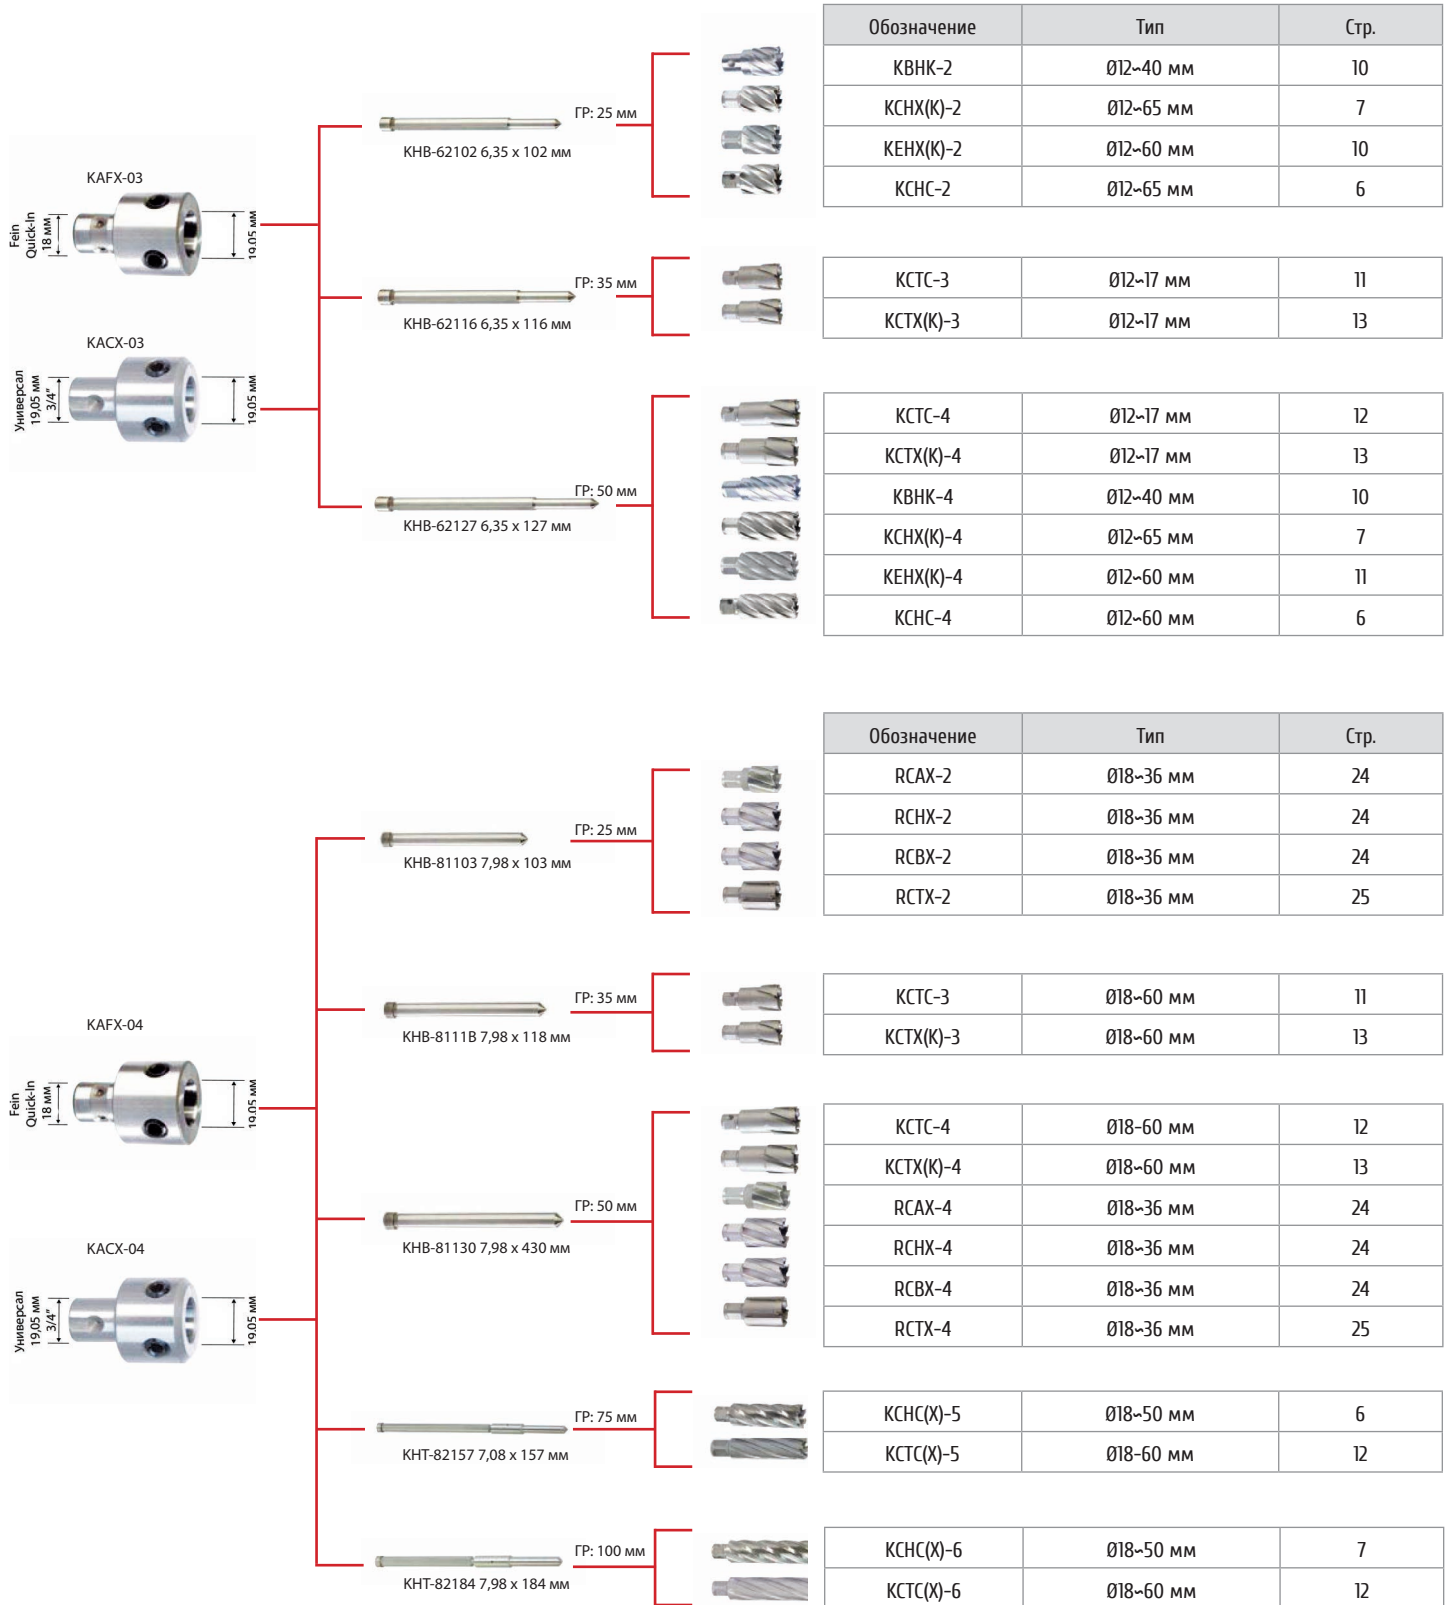 Обозначение Тип Стр.
KBHK-2 Ø12~40 мм 10
KCHX(K)-2 Ø12~65 мм 7
KEHX(K)-2 Ø12~60 мм 10
KCHC-2 Ø12~65 мм 6
ГР: 25 мм
KHB-62102 6,35 x 102 мм
KAFX-03
Fein
Quick-In
18 мм
19.05 мм
ГР: 35 мм
KHB-62116 6,35 x 116 мм
KCTC-3 Ø12~17 мм 11
KCTX(K)-3 Ø12~17 мм 13
KACX-03
Универсал
19,05 мм
3/4"
19.05 мм
ГР: 50 мм
KHB-62127 6,35 x 127 мм
KCTC-4 Ø12~17 мм 12
KCTX(K)-4 Ø12~17 мм 13
KBHK-4 Ø12~40 мм 10
KCHX(K)-4 Ø12~65 мм 7
KEHX(K)-4 Ø12~60 мм 11
KCHC-4 Ø12~60 мм 6
Обозначение Тип Стр.
RCAX-2 Ø18~36 мм 24
RCHX-2 Ø18~36 мм 24
RCBX-2 Ø18~36 мм 24
RCTX-2 Ø18~36 мм 25
ГР: 25 мм
KHB-81103 7,98 x 103 мм
ГР: 35 мм
KHB-8111B 7,98 x 118 мм
KCTC-3 Ø18~60 мм 11
KCTX(K)-3 Ø18~60 мм 13
KAFX-04
Fein
Quick-In
18 мм
19.05 мм
ГР: 50 мм
KHB-81130 7,98 x 430 мм
KCTC-4 Ø18-60 мм 12
KCTX(K)-4 Ø18~60 мм 13
RCAX-4 Ø18~36 мм 24
RCHX-4 Ø18~36 мм 24
RCBX-4 Ø18~36 мм 24
RCTX-4 Ø18~36 мм 25
KACX-04
Универсал
19,05 мм
3/4"
19.05 мм
ГР: 75 мм
KHT-82157 7,08 x 157 мм
KCHC(X)-5 Ø18~50 мм 6
KCTC(X)-5 Ø18-60 мм 12
ГР: 100 мм
KHT-82184 7,98 x 184 мм
KCHC(X)-6 Ø18~50 мм 7
KCTC(X)-6 Ø18~60 мм 12